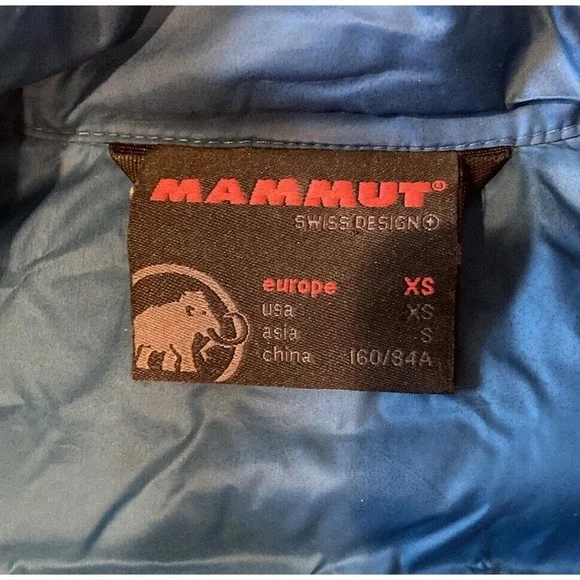 MAMMUT®
SWISS DESIGN
europe XS
usa XS
asia S
china 160/84A